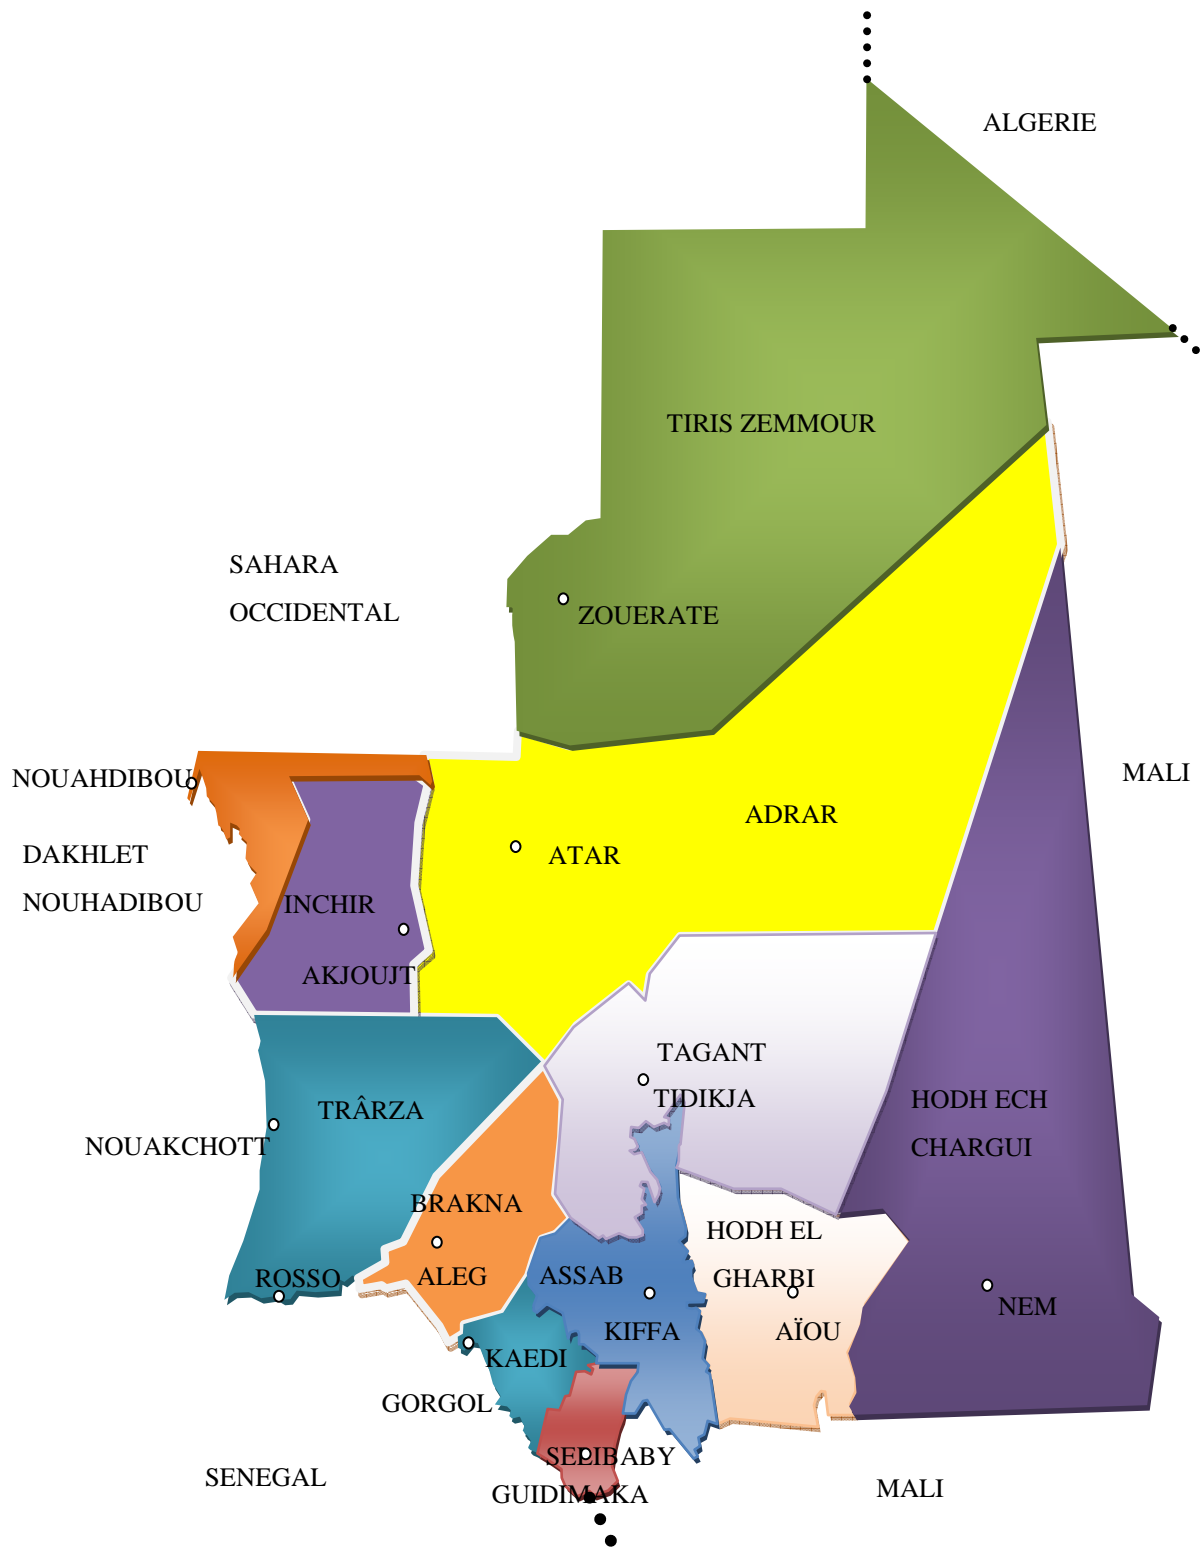 ALGERIE
TIRIS ZEMMOUR
SAHARA
OCCIDENTAL
ZOUERATE
NOUAHDIBOU
MALI
ADRAR
DAKHLET
ATAR
NOUHADIBOU
INCHIR
AKJOUJT
TAGANT
TIDIKJA
HODH ECH
CHARGUI
TRÂRZA
NOUAKCHOTT
BRAKNA
HODH EL
GHARBI
ROSSO
ALEG
ASSAB
NEM
KIFFA
AÏOU
KAEDI
GORGOL
SELIBABY
SENEGAL
GUIDIMAKA
MALI